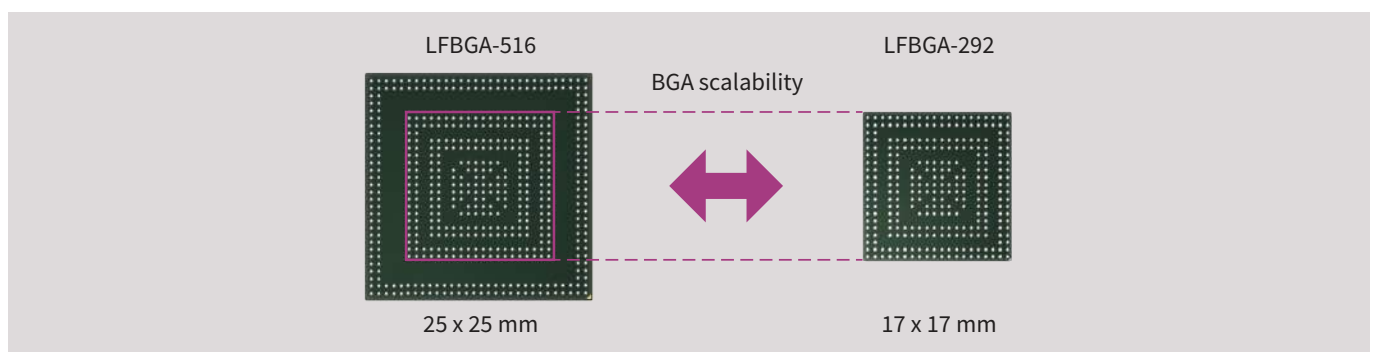 LFBGA-516
LFBGA-292
BGA scalability
25 x 25 mm
17 x 17 mm